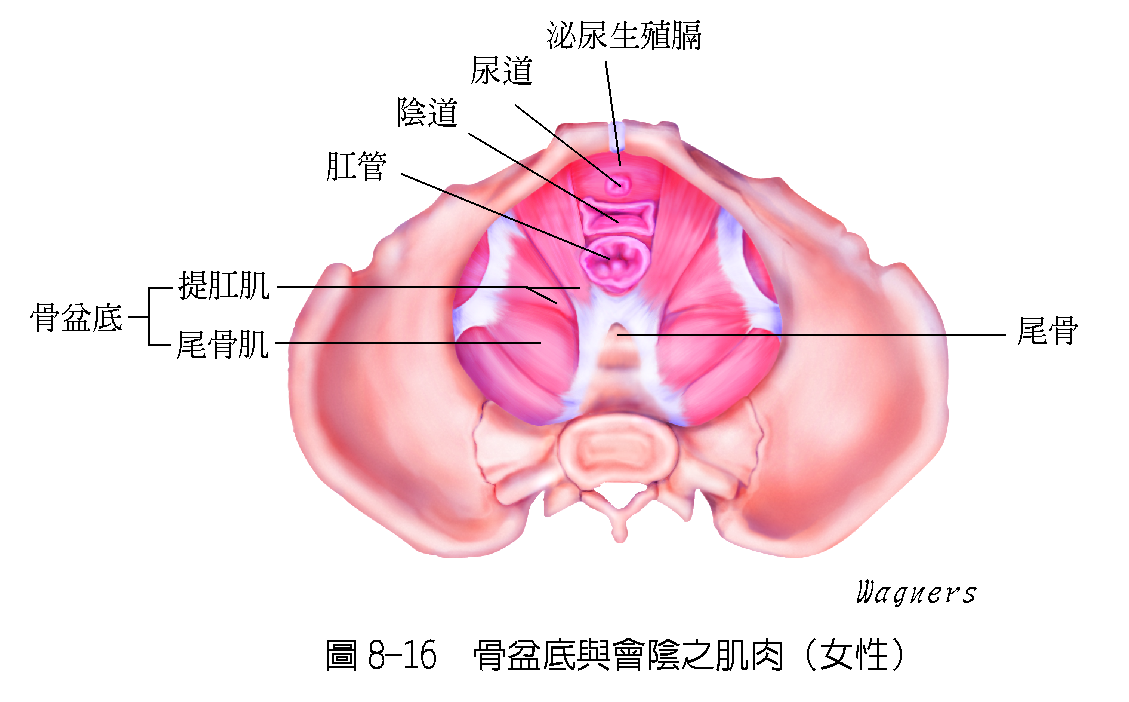 泌尿生殖膈
尿道
陰道
肛管
提肛肌
骨盆底
尾骨肌
尾骨
Wagners
圖 8-16 骨盆底與會陰之肌肉（女性）